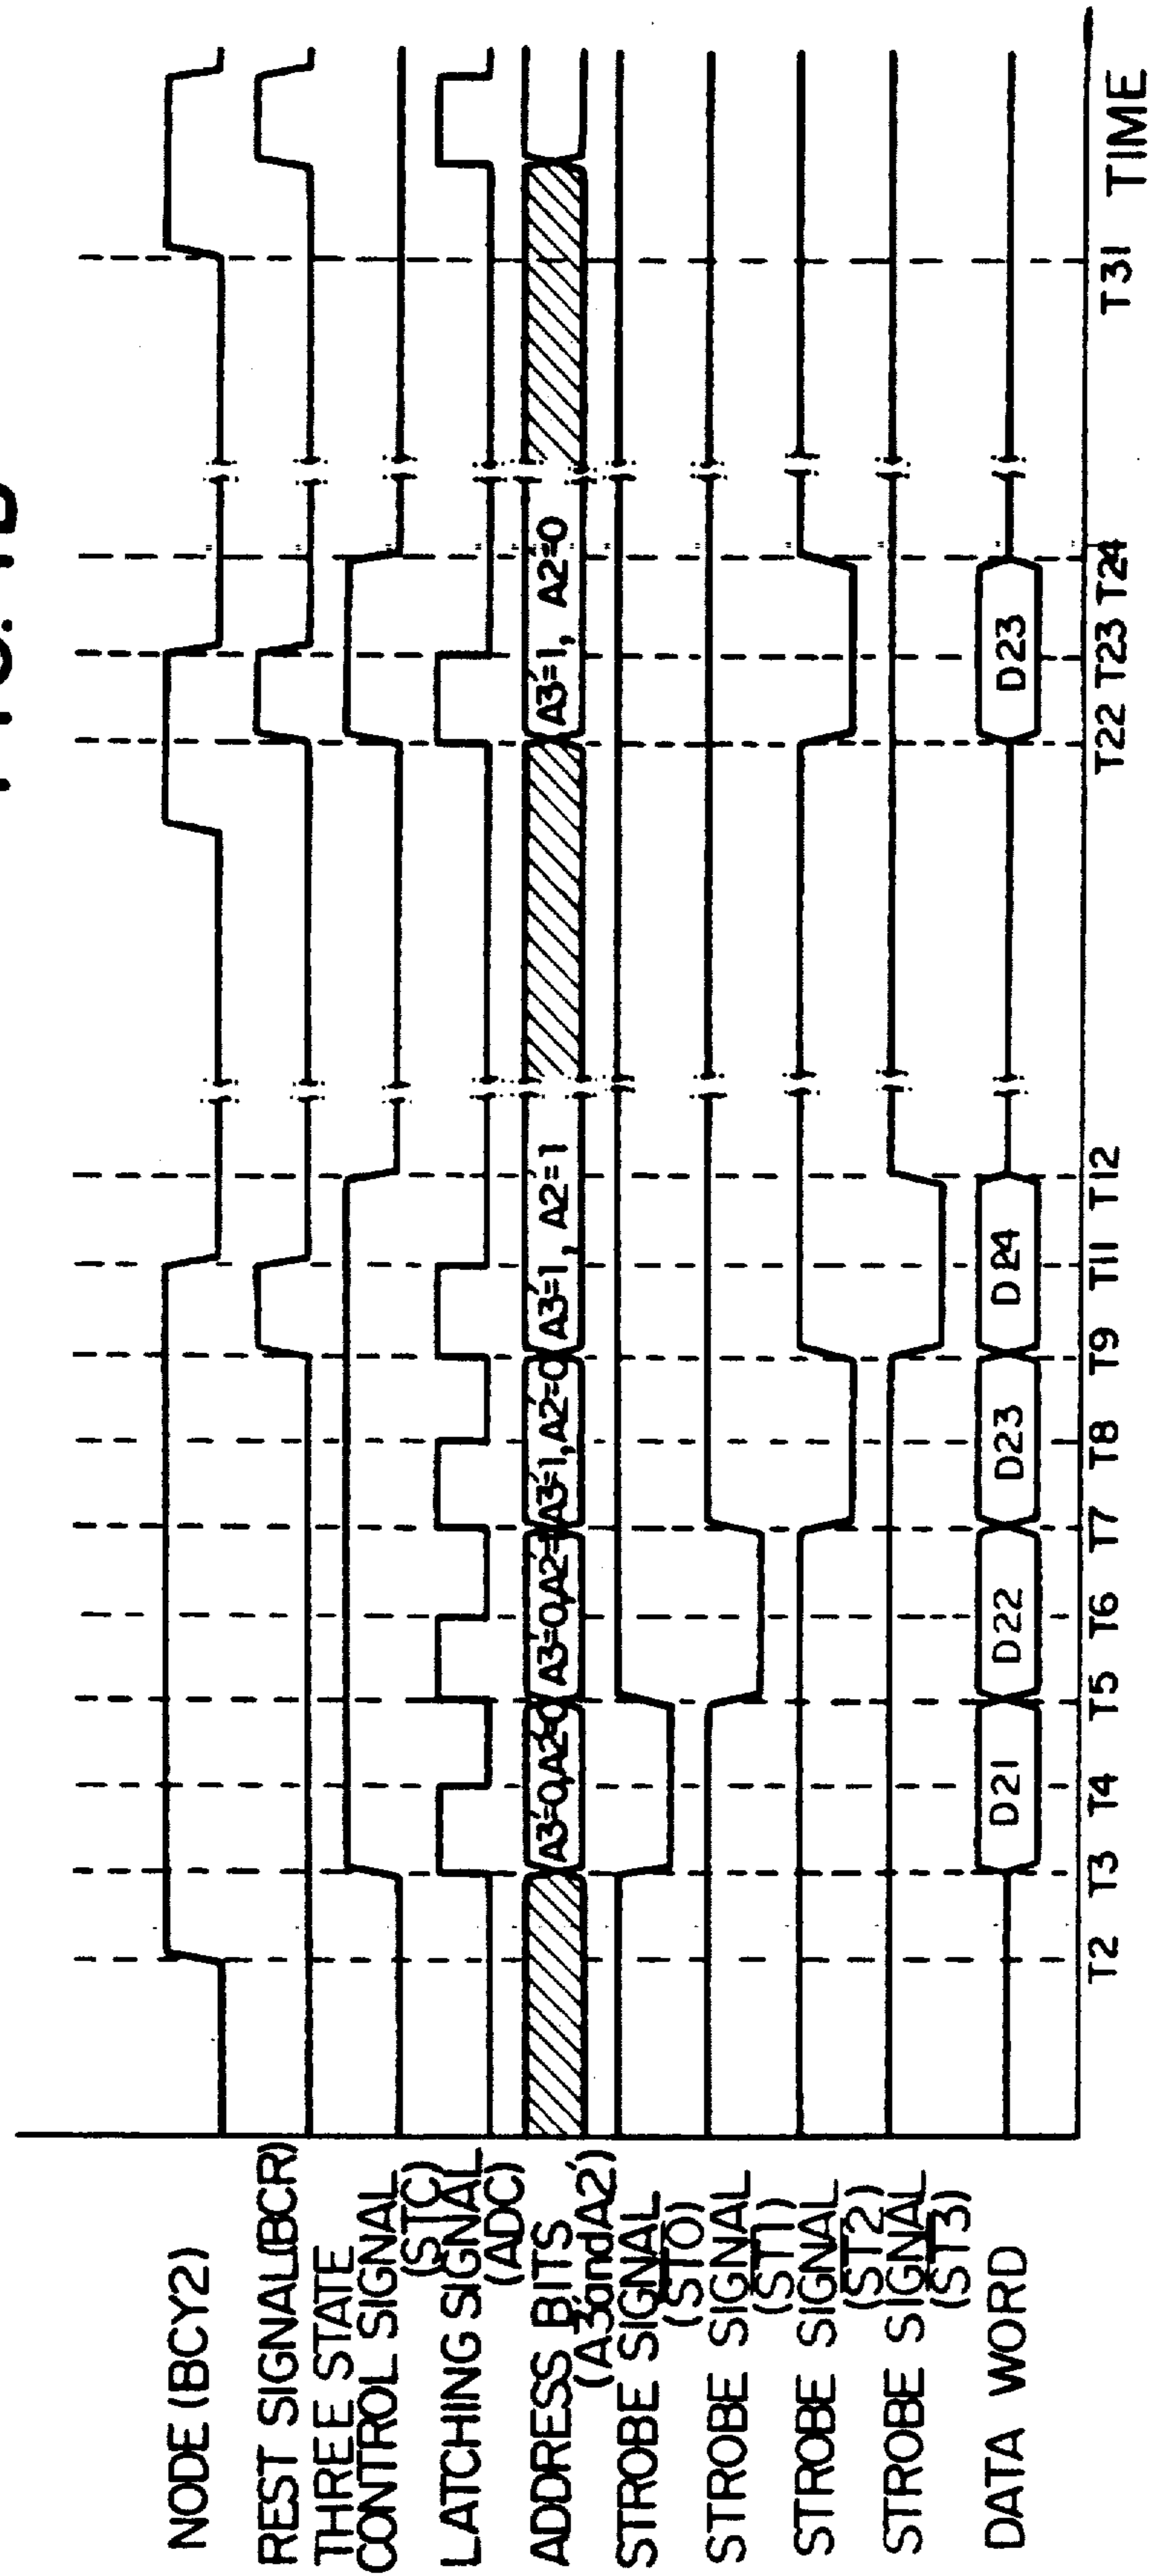 NODE (BCY2)
REST SIGNAL(BCR)
THREE STATE
CONTROL SIGNAL
(STC)
LATCHING SIGNAL
(ADC)
ADDRESS BITS
(A3'andA2')
STROBE SIGNAL
(ST0)
STROBE SIGNAL
(ST1)
STROBE SIGNAL
(ST2)
STROBE SIGNAL
(ST3)
DATA WORD
A3'=0,A2'=0
A3'=0,A2'=1
A3'=1,A2'=0
A3'=1, A2'=1
A3'=1, A2'=0
D21
D22
D23
D24
D23
T2 T3 T4 T5 T6 T7 T8 T9 T11 T12 T22 T23 T24 T31 TIME